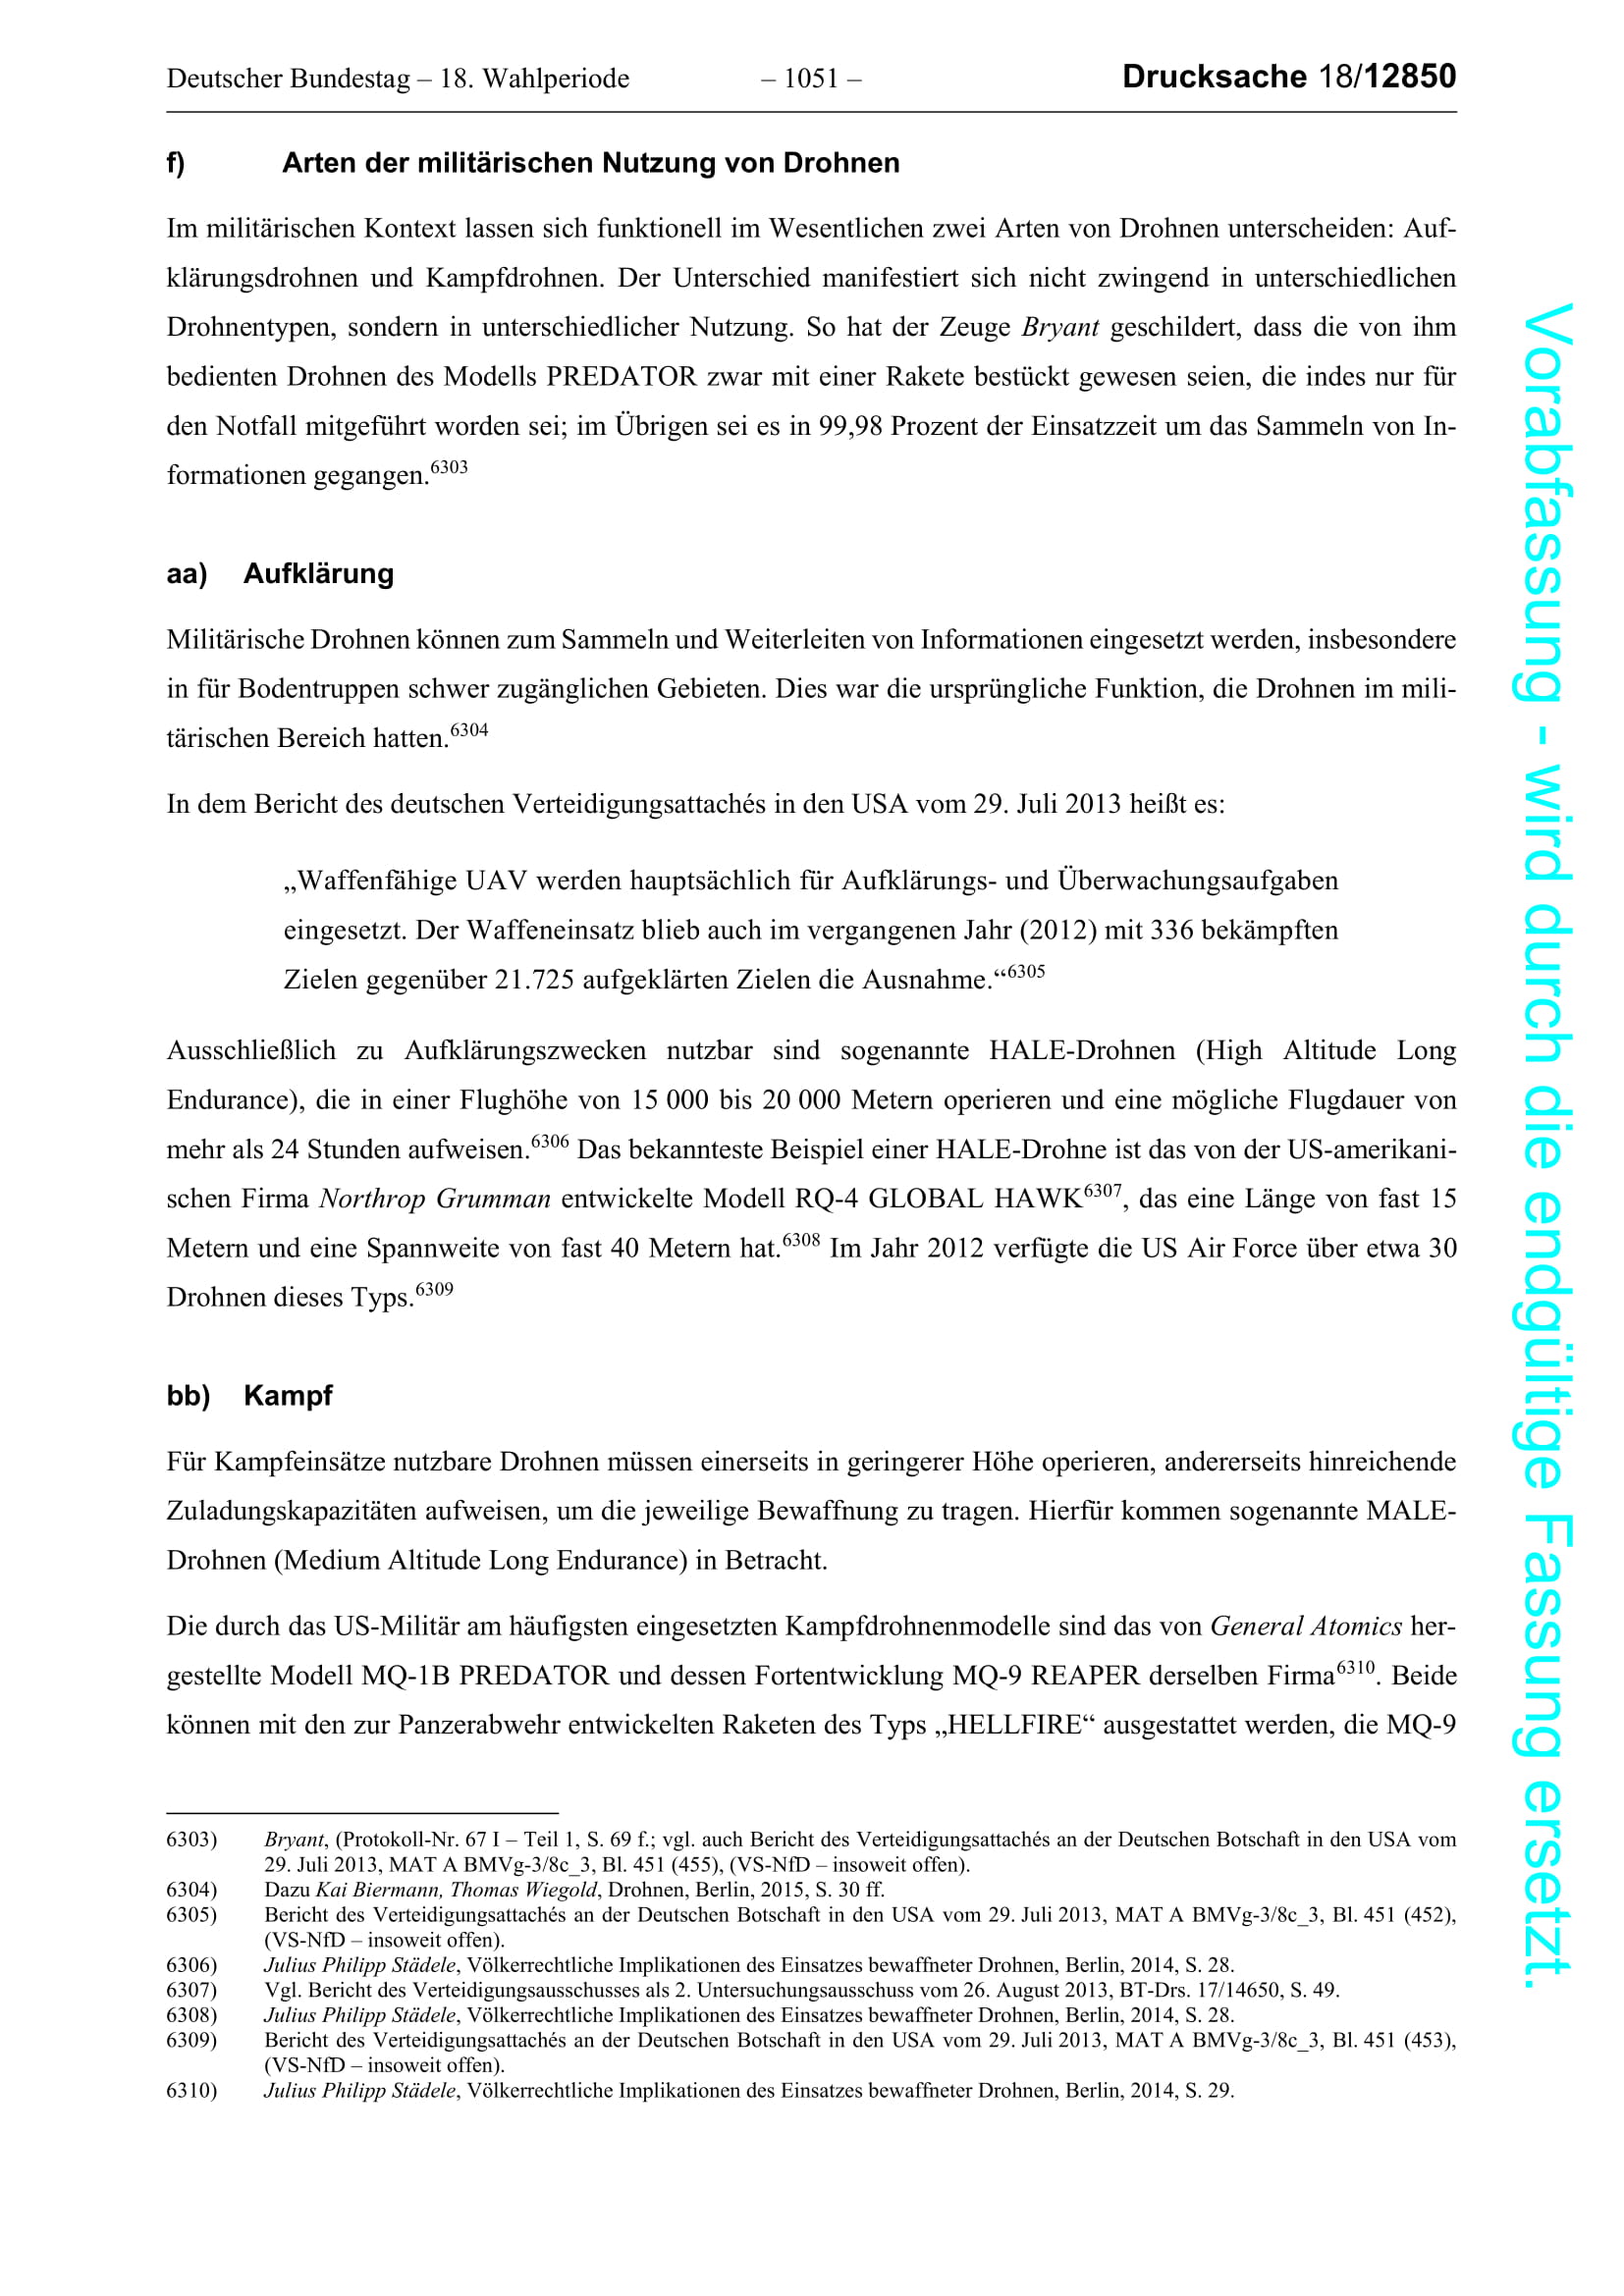 Deutscher Bundestag – 18. Wahlperiode – 1051 – Drucksache 18/12850
f) Arten der militärischen Nutzung von Drohnen
Im militärischen Kontext lassen sich funktionell im Wesentlichen zwei Arten von Drohnen unterscheiden: Auf-
klärungsdrohnen und Kampfdrohnen. Der Unterschied manifestiert sich nicht zwingend in unterschiedlichen
Drohnentypen, sondern in unterschiedlicher Nutzung. So hat der Zeuge Bryant geschildert, dass die von ihm
bedienten Drohnen des Modells PREDATOR zwar mit einer Rakete bestückt gewesen seien, die indes nur für
den Notfall mitgeführt worden sei; im Übrigen sei es in 99,98 Prozent der Einsatzzeit um das Sammeln von In-
formationen gegangen.6303
aa) Aufklärung
Militärische Drohnen können zum Sammeln und Weiterleiten von Informationen eingesetzt werden, insbesondere
in für Bodentruppen schwer zugänglichen Gebieten. Dies war die ursprüngliche Funktion, die Drohnen im mili-
tärischen Bereich hatten.6304
In dem Bericht des deutschen Verteidigungsattachés in den USA vom 29. Juli 2013 heißt es:
„Waffenfähige UAV werden hauptsächlich für Aufklärungs- und Überwachungsaufgaben
eingesetzt. Der Waffeneinsatz blieb auch im vergangenen Jahr (2012) mit 336 bekämpften
Zielen gegenüber 21.725 aufgeklärten Zielen die Ausnahme.“6305
Ausschließlich zu Aufklärungszwecken nutzbar sind sogenannte HALE-Drohnen (High Altitude Long
Endurance), die in einer Flughöhe von 15 000 bis 20 000 Metern operieren und eine mögliche Flugdauer von
mehr als 24 Stunden aufweisen.6306 Das bekannteste Beispiel einer HALE-Drohne ist das von der US-amerikani-
schen Firma Northrop Grumman entwickelte Modell RQ-4 GLOBAL HAWK6307, das eine Länge von fast 15
Metern und eine Spannweite von fast 40 Metern hat.6308 Im Jahr 2012 verfügte die US Air Force über etwa 30
Drohnen dieses Typs.6309
bb) Kampf
Für Kampfeinsätze nutzbare Drohnen müssen einerseits in geringerer Höhe operieren, andererseits hinreichende
Zuladungskapazitäten aufweisen, um die jeweilige Bewaffnung zu tragen. Hierfür kommen sogenannte MALE-
Drohnen (Medium Altitude Long Endurance) in Betracht.
Die durch das US-Militär am häufigsten eingesetzten Kampfdrohnenmodelle sind das von General Atomics her-
gestellte Modell MQ-1B PREDATOR und dessen Fortentwicklung MQ-9 REAPER derselben Firma6310. Beide
können mit den zur Panzerabwehr entwickelten Raketen des Typs „HELLFIRE“ ausgestattet werden, die MQ-9
6303) Bryant, (Protokoll-Nr. 67 I – Teil 1, S. 69 f.; vgl. auch Bericht des Verteidigungsattachés an der Deutschen Botschaft in den USA vom
29. Juli 2013, MAT A BMVg-3/8c_3, Bl. 451 (455), (VS-NfD – insoweit offen).
6304) Dazu Kai Biermann, Thomas Wiegold, Drohnen, Berlin, 2015, S. 30 ff.
6305) Bericht des Verteidigungsattachés an der Deutschen Botschaft in den USA vom 29. Juli 2013, MAT A BMVg-3/8c_3, Bl. 451 (452),
(VS-NfD – insoweit offen).
6306) Julius Philipp Städele, Völkerrechtliche Implikationen des Einsatzes bewaffneter Drohnen, Berlin, 2014, S. 28.
6307) Vgl. Bericht des Verteidigungsausschusses als 2. Untersuchungsausschuss vom 26. August 2013, BT-Drs. 17/14650, S. 49.
6308) Julius Philipp Städele, Völkerrechtliche Implikationen des Einsatzes bewaffneter Drohnen, Berlin, 2014, S. 28.
6309) Bericht des Verteidigungsattachés an der Deutschen Botschaft in den USA vom 29. Juli 2013, MAT A BMVg-3/8c_3, Bl. 451 (453),
(VS-NfD – insoweit offen).
6310) Julius Philipp Städele, Völkerrechtliche Implikationen des Einsatzes bewaffneter Drohnen, Berlin, 2014, S. 29.
Vorabfassung - wird durch die endgültige Fassung ersetzt.